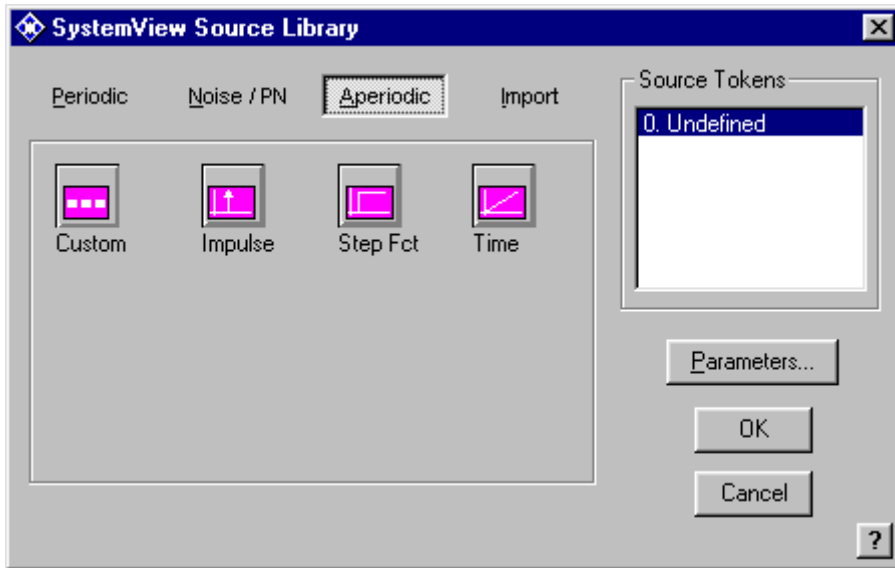 SystemView Source Library
Periodic Noise / PN Aperiodic Import
Custom Impulse Step Fct Time
Source Tokens
0. Undefined
Parameters...
OK
Cancel
?